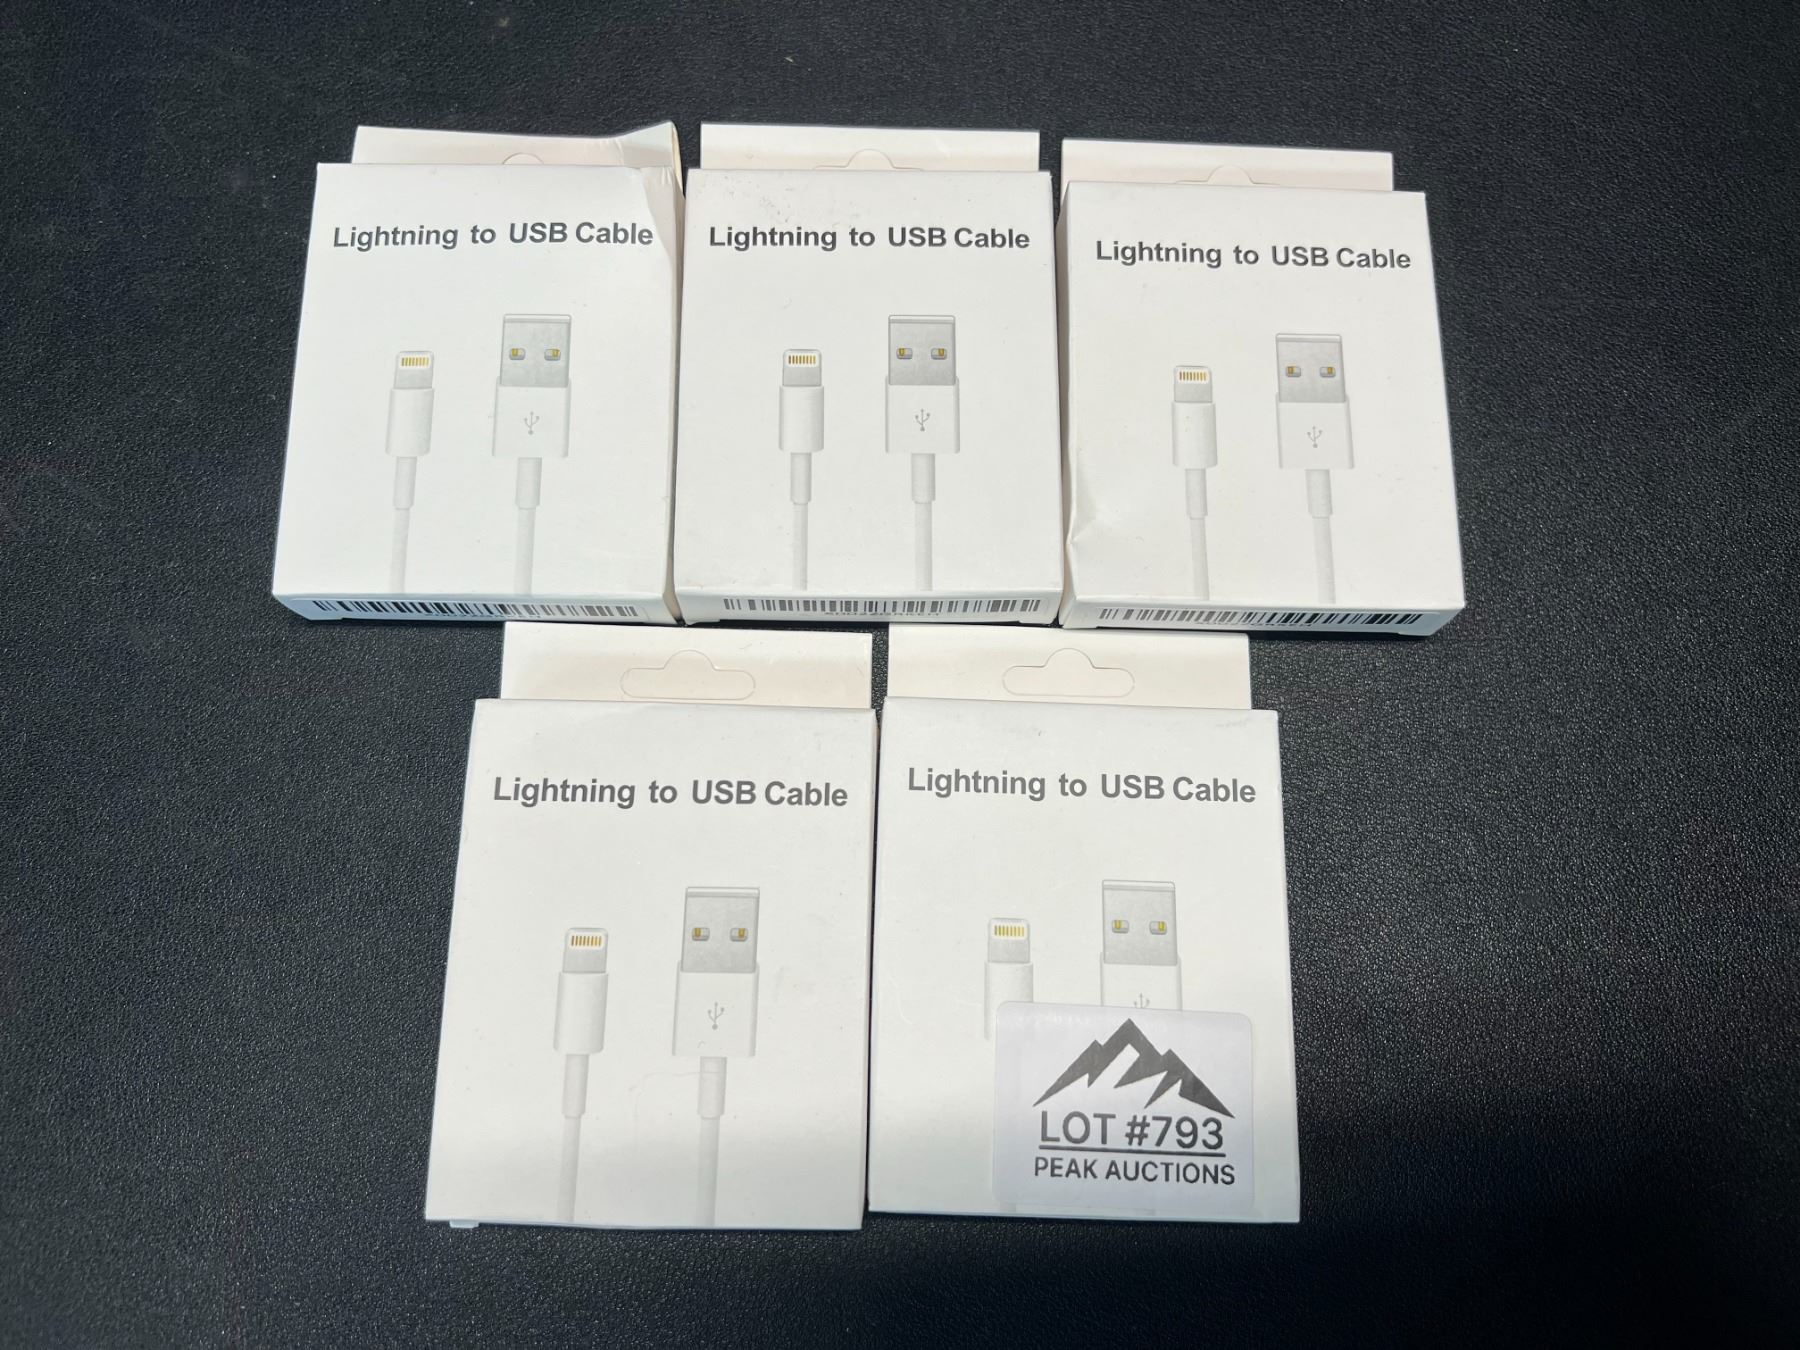 Lightning to USB Cable
Lightning to USB Cable
Lightning to USB Cable
Lightning to USB Cable
Lightning to USB Cable
LOT #793
PEAK AUCTIONS